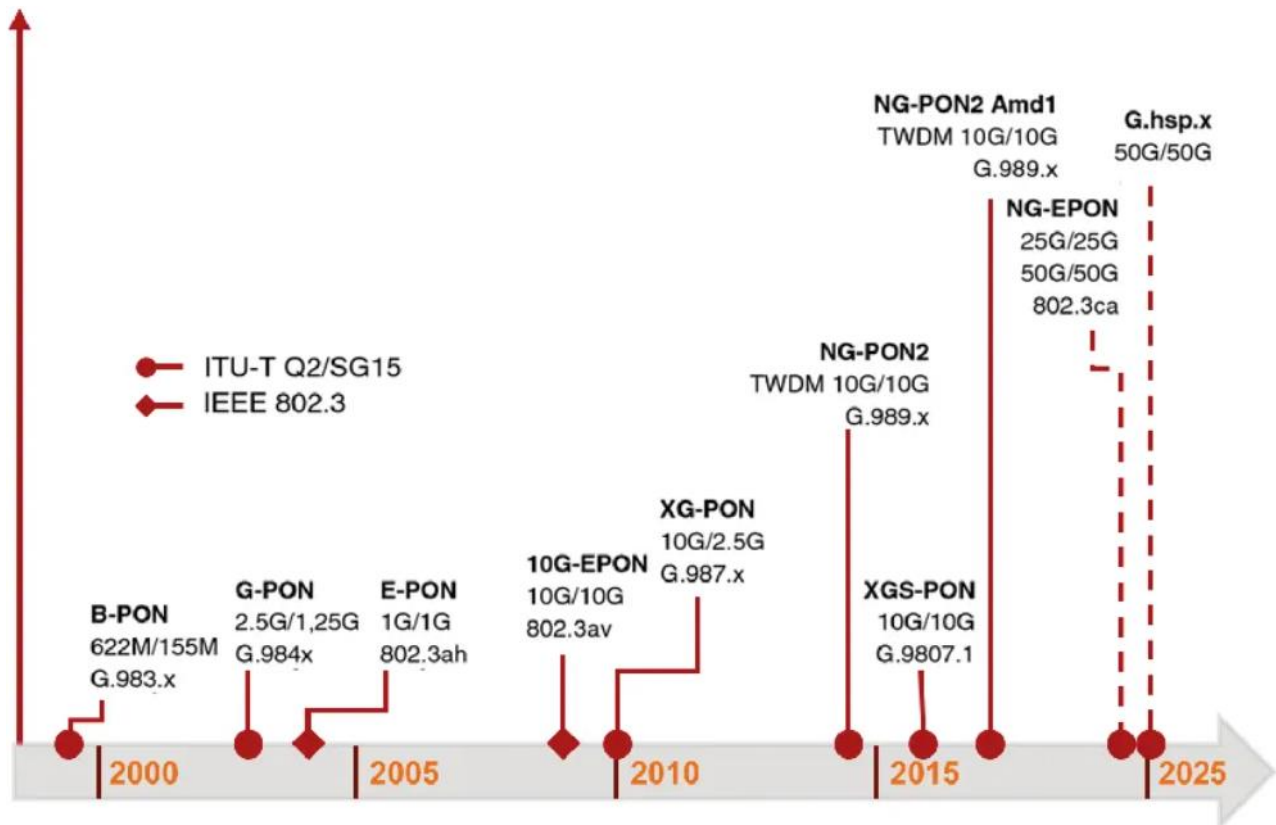 NG-PON2 Amd1
TWDM 10G/10G
G.989.x
G.hsp.x
50G/50G
NG-EPON
25G/25G
50G/50G
802.3ca
NG-PON2
TWDM 10G/10G
G.989.x
ITU-T Q2/SG15
IEEE 802.3
XG-PON
10G/2.5G
G.987.x
10G-EPON
10G/10G
802.3av
B-PON
622M/155M
G.983.x
G-PON
2.5G/1,25G
G.984x
E-PON
1G/1G
802.3ah
XGS-PON
10G/10G
G.9807.1
2000
2005
2010
2015
2025